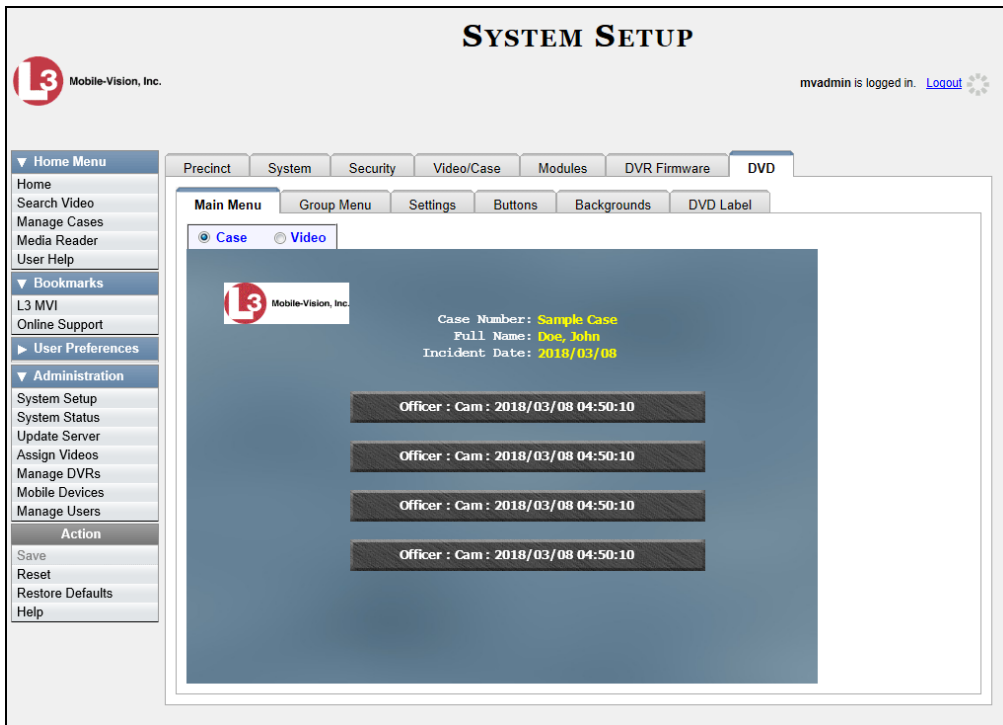 SYSTEM SETUP
L3 Mobile-Vision, Inc.
mvadmin is logged in. Logout
▼ Home Menu
Home
Search Video
Manage Cases
Media Reader
User Help
▼ Bookmarks
L3 MVI
Online Support
▶ User Preferences
▼ Administration
System Setup
System Status
Update Server
Assign Videos
Manage DVRs
Mobile Devices
Manage Users
Action
Save
Reset
Restore Defaults
Help
Precinct System Security Video/Case Modules DVR Firmware DVD
Main Menu Group Menu Settings Buttons Backgrounds DVD Label
Case Video
L3 Mobile-Vision, Inc.
Case Number: Sample Case
Full Name: Doe, John
Incident Date: 2018/03/08
Officer : Cam : 2018/03/08 04:50:10
Officer : Cam : 2018/03/08 04:50:10
Officer : Cam : 2018/03/08 04:50:10
Officer : Cam : 2018/03/08 04:50:10